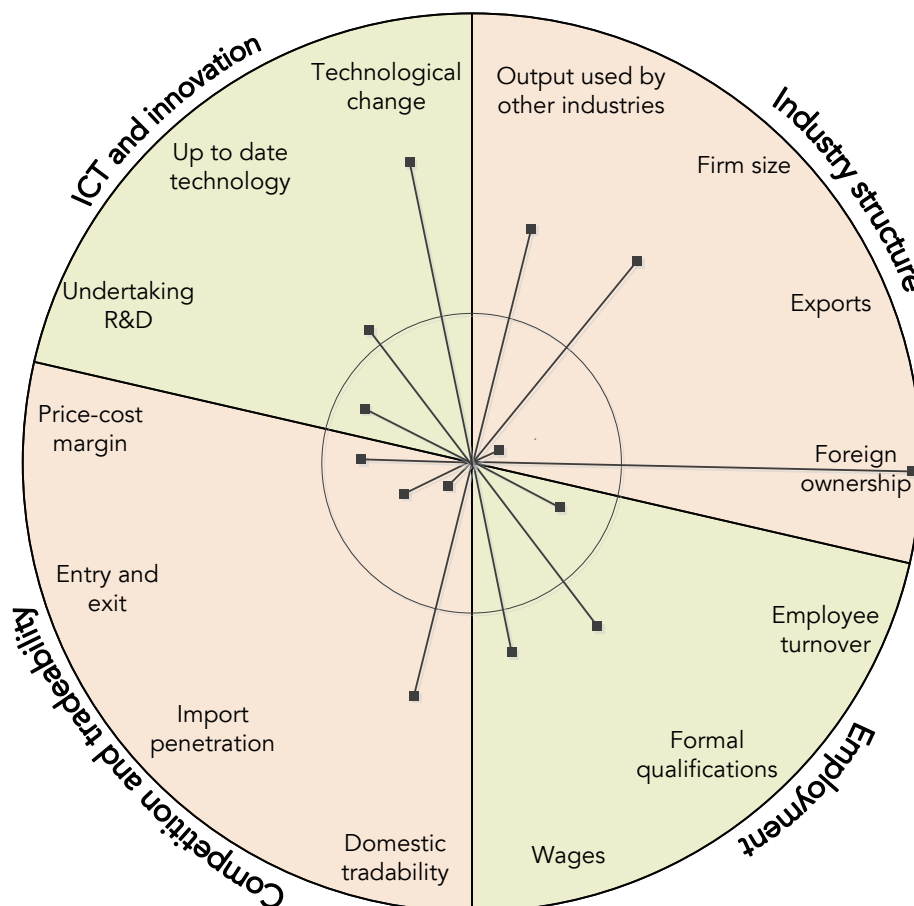 ICT and innovation
Technological
change
Up to date
technology
Undertaking
R&D
Output used by
other industries
Firm size
Exports
Foreign
ownership
Industry structure
Price-cost
margin
Entry and
exit
Import
penetration
Domestic
tradability
Competition and tradeability
Employee
turnover
Formal
qualifications
Wages
Employment